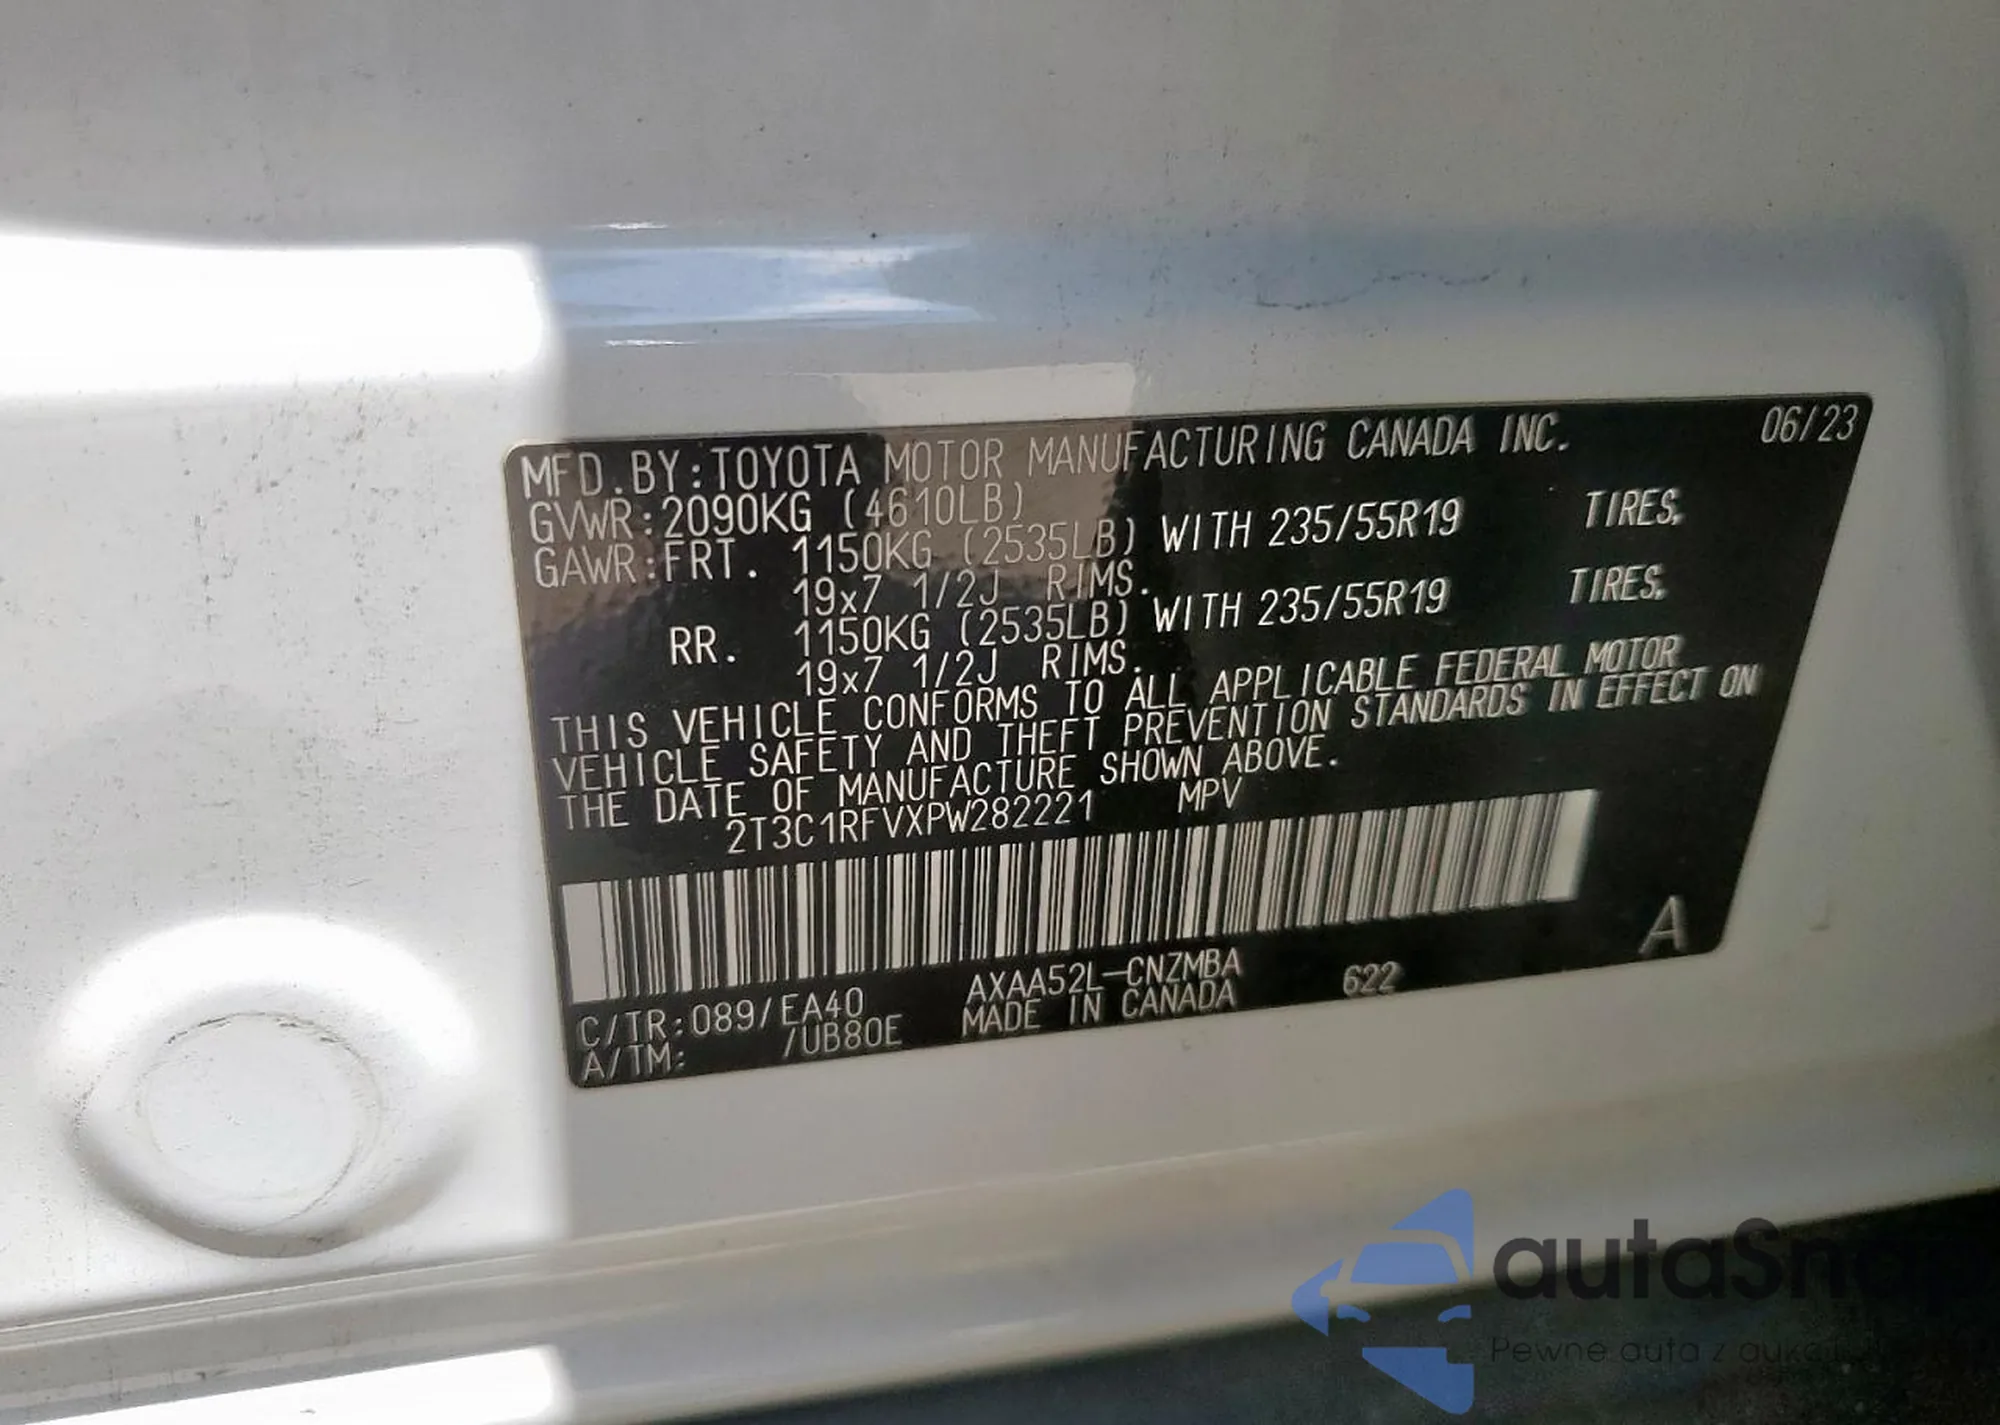 MFD.BY:TOYOTA MOTOR MANUFACTURING CANADA INC. 06/23
GVWR:2090KG (4610LB)
GAWR:FRT. 1150KG (2535LB) WITH 235/55R19 TIRES,
19x7 1/2J RIMS.
RR. 1150KG (2535LB) WITH 235/55R19 TIRES,
19x7 1/2J RIMS.
THIS VEHICLE CONFORMS TO ALL APPLICABLE FEDERAL MOTOR
VEHICLE SAFETY AND THEFT PREVENTION STANDARDS IN EFFECT ON
THE DATE OF MANUFACTURE SHOWN ABOVE.
2T3C1RFVXPW282221 MPV
A
C/TR:089/EA40 AXAA52L-CNZMBA 622
A/TM: /UB80E MADE IN CANADA
autaSna
Pewne auta z